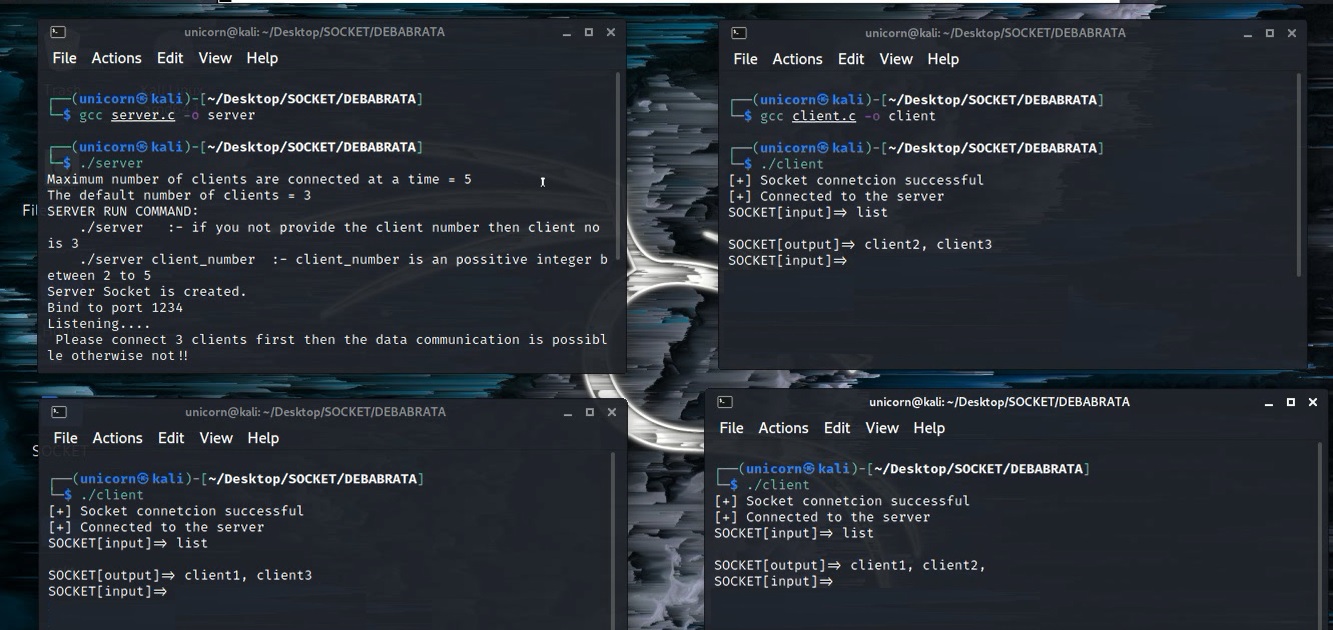 unicorn@kali: ~/Desktop/SOCKET/DEBABRATA
File Actions Edit View Help
┌──(unicorn㉿kali)-[~/Desktop/SOCKET/DEBABRATA]
└─$ gcc server.c -o server
┌──(unicorn㉿kali)-[~/Desktop/SOCKET/DEBABRATA]
└─$ ./server
Maximum number of clients are connected at a time = 5
The default number of clients = 3
SERVER RUN COMMAND:
./server :- if you not provide the client number then client no
is 3
./server client_number :- client_number is an possitive integer b
etween 2 to 5
Server Socket is created.
Bind to port 1234
Listening....
Please connect 3 clients first then the data communication is possibl
le otherwise not!!
unicorn@kali: ~/Desktop/SOCKET/DEBABRATA
File Actions Edit View Help
┌──(unicorn㉿kali)-[~/Desktop/SOCKET/DEBABRATA]
└─$ gcc client.c -o client
┌──(unicorn㉿kali)-[~/Desktop/SOCKET/DEBABRATA]
└─$ ./client
[+] Socket connetcion successful
[+] Connected to the server
SOCKET[input]=> list
SOCKET[output]=> client2, client3
SOCKET[input]=>
unicorn@kali: ~/Desktop/SOCKET/DEBABRATA
File Actions Edit View Help
┌──(unicorn㉿kali)-[~/Desktop/SOCKET/DEBABRATA]
└─$ ./client
[+] Socket connetcion successful
[+] Connected to the server
SOCKET[input]=> list
SOCKET[output]=> client1, client3
SOCKET[input]=>
unicorn@kali: ~/Desktop/SOCKET/DEBABRATA
File Actions Edit View Help
┌──(unicorn㉿kali)-[~/Desktop/SOCKET/DEBABRATA]
└─$ ./client
[+] Socket connetcion successful
[+] Connected to the server
SOCKET[input]=> list
SOCKET[output]=> client1, client2,
SOCKET[input]=>
SOCKET